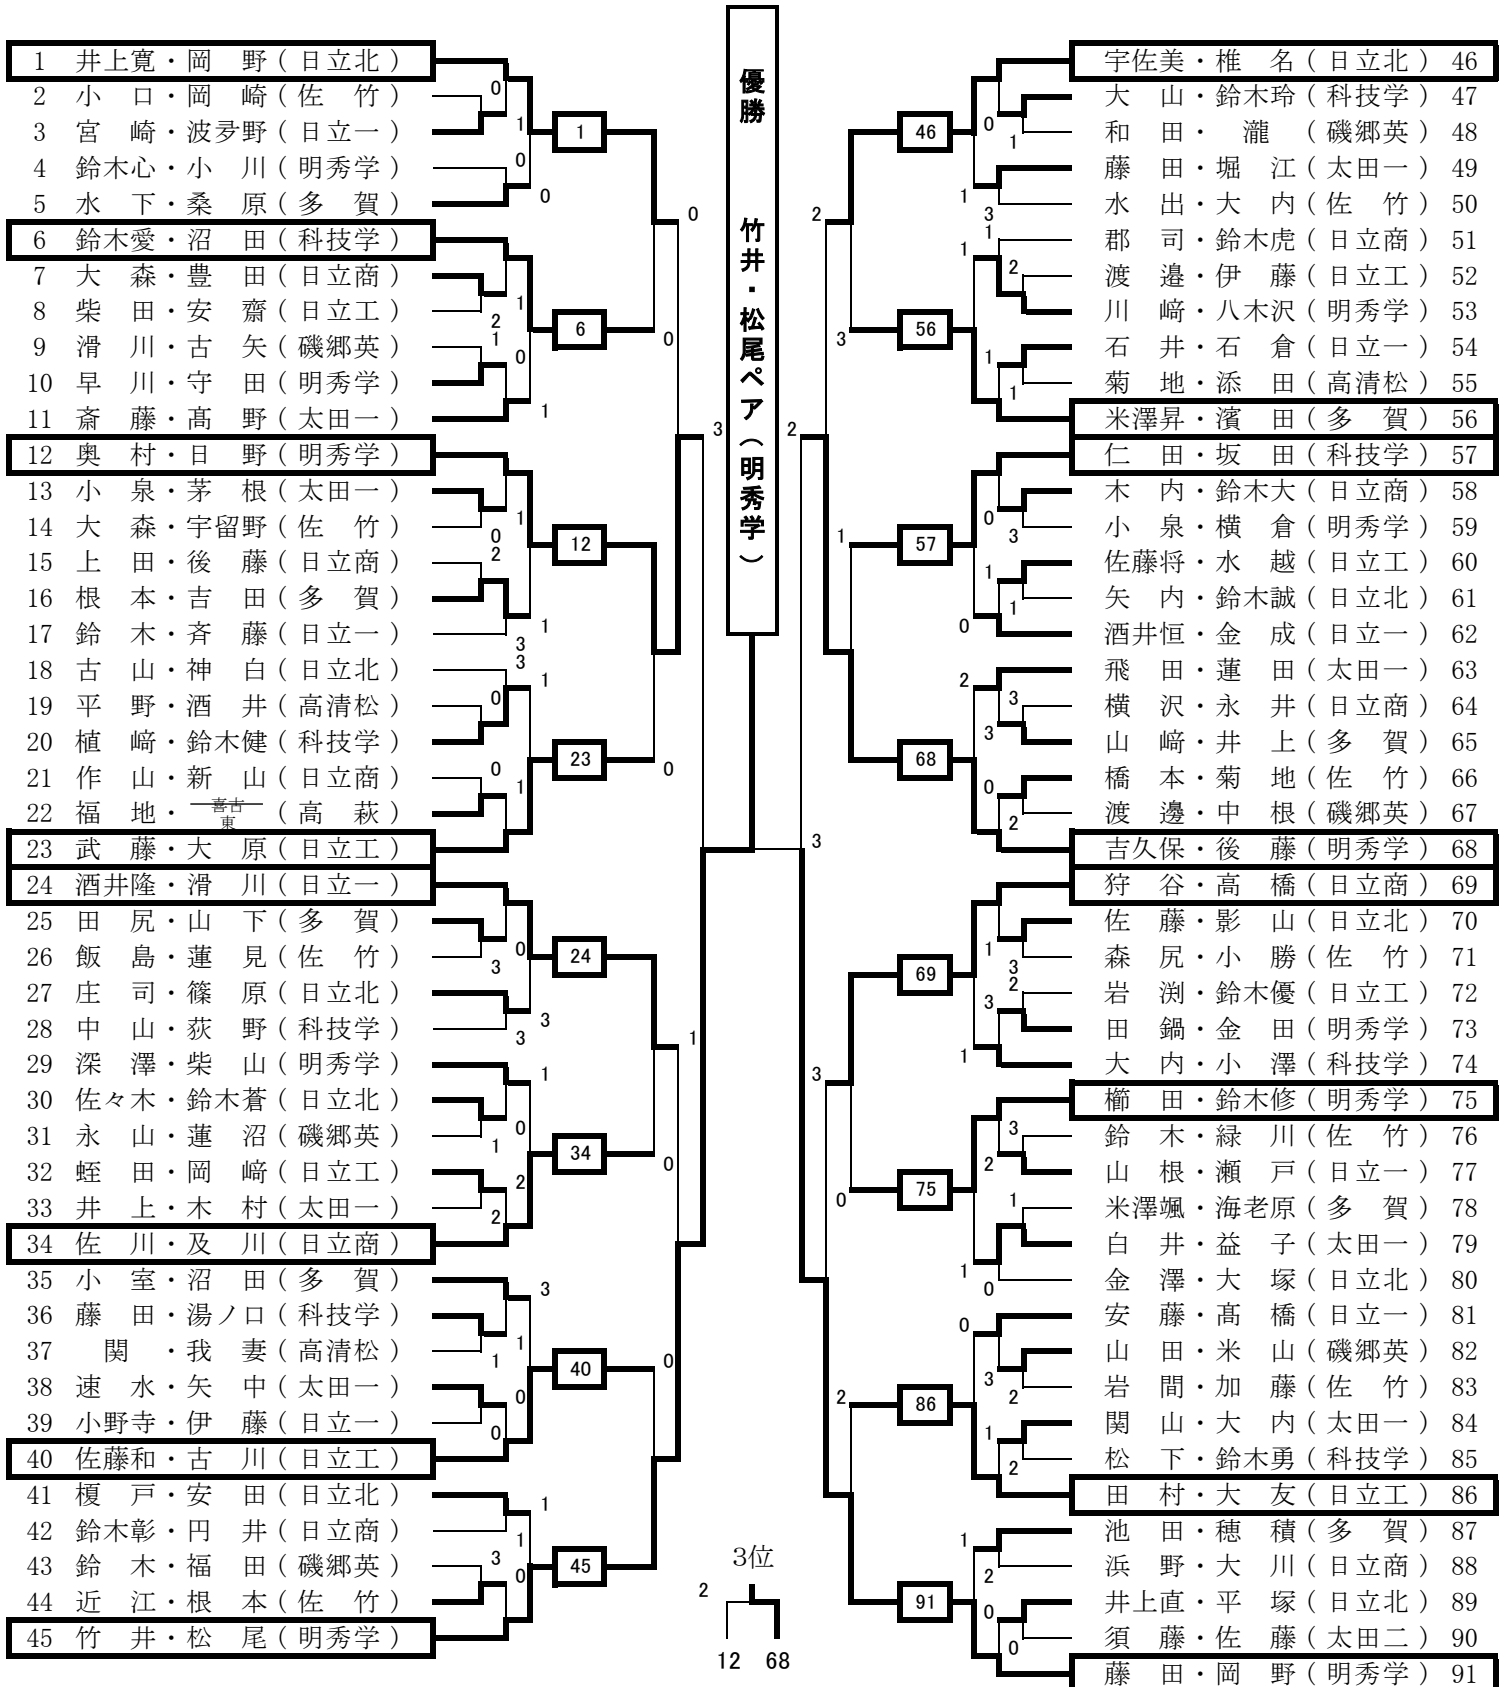 優勝　竹井・松尾ペア（明秀学）
1 井上寛・岡　野（日立北）
2 小　口・岡　崎（佐　竹）
3 宮　崎・波多野（日立一）
4 鈴木心・小　川（明秀学）
5 水　下・桑　原（多　賀）
6 鈴木愛・沼　田（科技学）
7 大　森・豊　田（日立商）
8 柴　田・安　齋（日立工）
9 滑　川・古　矢（磯郷英）
10 早　川・守　田（明秀学）
11 斎　藤・髙　野（太田一）
12 奥　村・日　野（明秀学）
13 小　泉・茅　根（太田一）
14 大　森・宇留野（佐　竹）
15 上　田・後　藤（日立商）
16 根　本・吉　田（多　賀）
17 鈴　木・斉　藤（日立一）
18 古　山・神　白（日立北）
19 平　野・酒　井（高清松）
20 植　﨑・鈴木健（科技学）
21 作　山・新　山（日立商）
22 福　地・喜古 東（高　萩）
23 武　藤・大　原（日立工）
24 酒井隆・滑　川（日立一）
25 田　尻・山　下（多　賀）
26 飯　島・蓮　見（佐　竹）
27 庄　司・篠　原（日立北）
28 中　山・荻　野（科技学）
29 深　澤・柴　山（明秀学）
30 佐々木・鈴木蒼（日立北）
31 永　山・蓮　沼（磯郷英）
32 蛭　田・岡　﨑（日立工）
33 井　上・木　村（太田一）
34 佐　川・及　川（日立商）
35 小　室・沼　田（多　賀）
36 藤　田・湯ノ口（科技学）
37 関　・我　妻（高清松）
38 速　水・矢　中（太田一）
39 小野寺・伊　藤（日立一）
40 佐藤和・古　川（日立工）
41 榎　戸・安　田（日立北）
42 鈴木彰・円　井（日立商）
43 鈴　木・福　田（磯郷英）
44 近　江・根　本（佐　竹）
45 竹　井・松　尾（明秀学）
宇佐美・椎　名（日立北） 46
大　山・鈴木玲（科技学） 47
和　田・　瀧　（磯郷英） 48
藤　田・堀　江（太田一） 49
水　出・大　内（佐　竹） 50
郡　司・鈴木虎（日立商） 51
渡　邉・伊　藤（日立工） 52
川　﨑・八木沢（明秀学） 53
石　井・石　倉（日立一） 54
菊　地・添　田（高清松） 55
米澤昇・濱　田（多　賀） 56
仁　田・坂　田（科技学） 57
木　内・鈴木大（日立商） 58
小　泉・横　倉（明秀学） 59
佐藤将・水　越（日立工） 60
矢　内・鈴木誠（日立北） 61
酒井恒・金　成（日立一） 62
飛　田・蓮　田（太田一） 63
横　沢・永　井（日立商） 64
山　﨑・井　上（多　賀） 65
橋　本・菊　地（佐　竹） 66
渡　邊・中　根（磯郷英） 67
吉久保・後　藤（明秀学） 68
狩　谷・高　橋（日立商） 69
佐　藤・影　山（日立北） 70
森　尻・小　勝（佐　竹） 71
岩　渕・鈴木優（日立工） 72
田　鍋・金　田（明秀学） 73
大　内・小　澤（科技学） 74
櫛　田・鈴木修（明秀学） 75
鈴　木・緑　川（佐　竹） 76
山　根・瀬　戸（日立一） 77
米澤颯・海老原（多　賀） 78
白　井・益　子（太田一） 79
金　澤・大　塚（日立北） 80
安　藤・髙　橋（日立一） 81
山　田・米　山（磯郷英） 82
岩　間・加　藤（佐　竹） 83
関　山・大　内（太田一） 84
松　下・鈴木勇（科技学） 85
田　村・大　友（日立工） 86
池　田・穂　積（多　賀） 87
浜　野・大　川（日立商） 88
井上直・平　塚（日立北） 89
須　藤・佐　藤（太田二） 90
藤　田・岡　野（明秀学） 91
1
6
12
23
24
34
40
45
46
56
57
68
69
75
86
91
3位
2
12 68